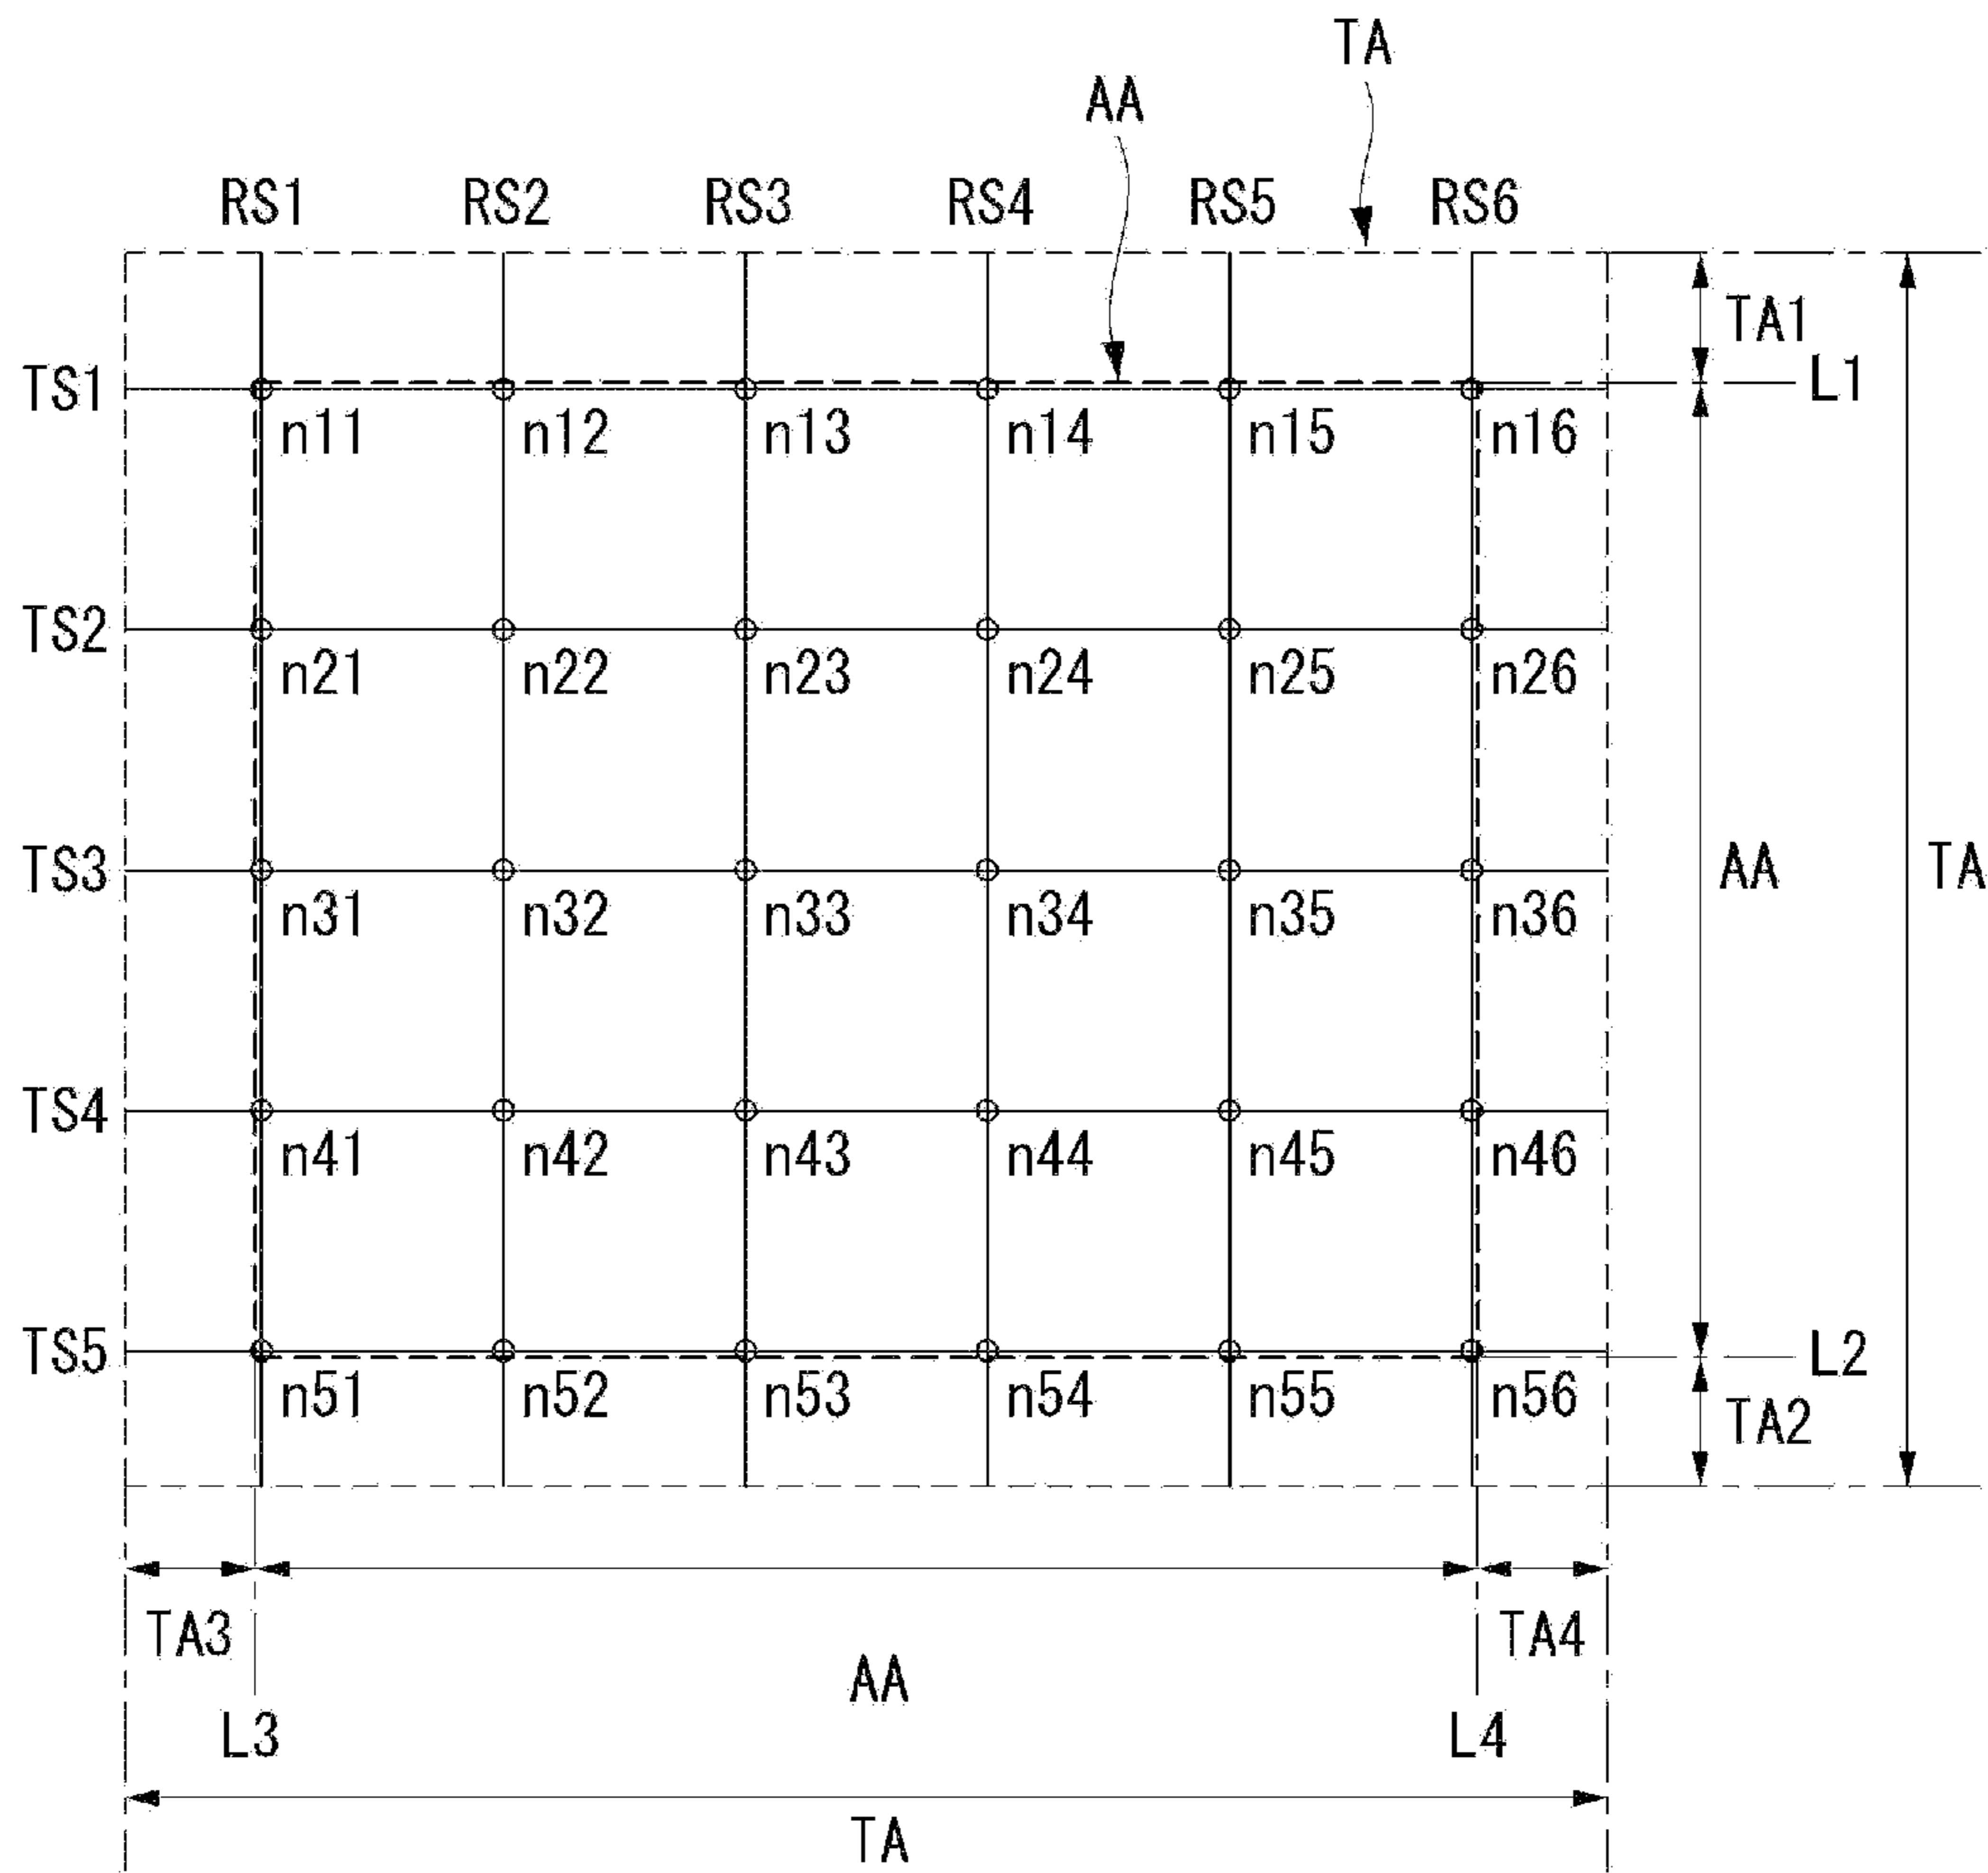 TA
AA
RS1 RS2 RS3 RS4 RS5 RS6
TA1
TS1 L1
n11 n12 n13 n14 n15 n16
TS2
n21 n22 n23 n24 n25 n26
TS3 AA TA
n31 n32 n33 n34 n35 n36
TS4
n41 n42 n43 n44 n45 n46
TS5 L2
n51 n52 n53 n54 n55 n56
TA2
TA3 TA4
AA
L3 L4
TA